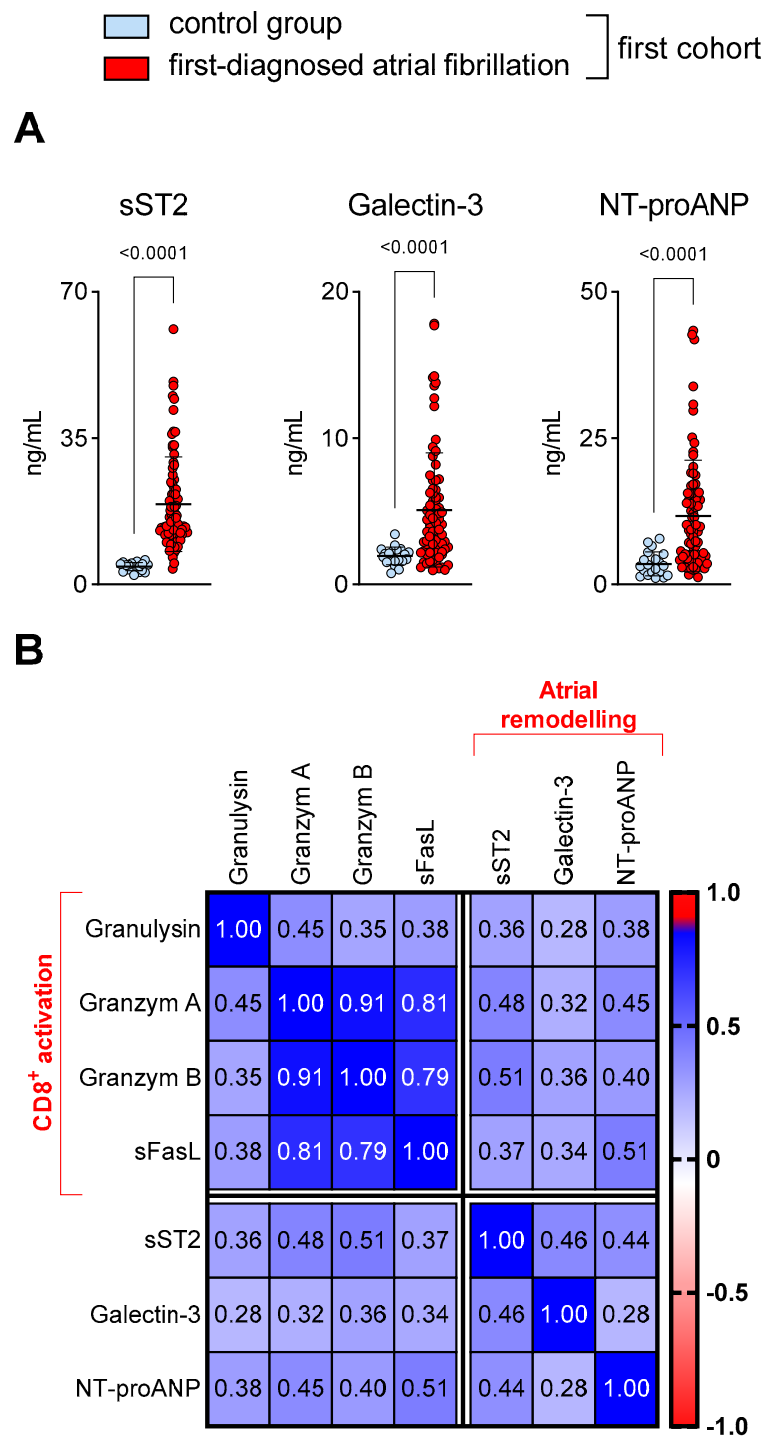 control group
first-diagnosed atrial fibrillation
first cohort
A
sST2 Galectin-3 NT-proANP
<0.0001 <0.0001 <0.0001
70 20 50
35 10 25
0 0 0
ng/mL ng/mL ng/mL
B
Atrial
remodelling
Granulysin Granzym A Granzym B sFasL sST2 Galectin-3 NT-proANP
CD8+ activation
Granulysin 1.00 0.45 0.35 0.38 0.36 0.28 0.38
Granzym A 0.45 1.00 0.91 0.81 0.48 0.32 0.45
Granzym B 0.35 0.91 1.00 0.79 0.51 0.36 0.40
sFasL 0.38 0.81 0.79 1.00 0.37 0.34 0.51
sST2 0.36 0.48 0.51 0.37 1.00 0.46 0.44
Galectin-3 0.28 0.32 0.36 0.34 0.46 1.00 0.28
NT-proANP 0.38 0.45 0.40 0.51 0.44 0.28 1.00
1.0
0.5
0
-0.5
-1.0